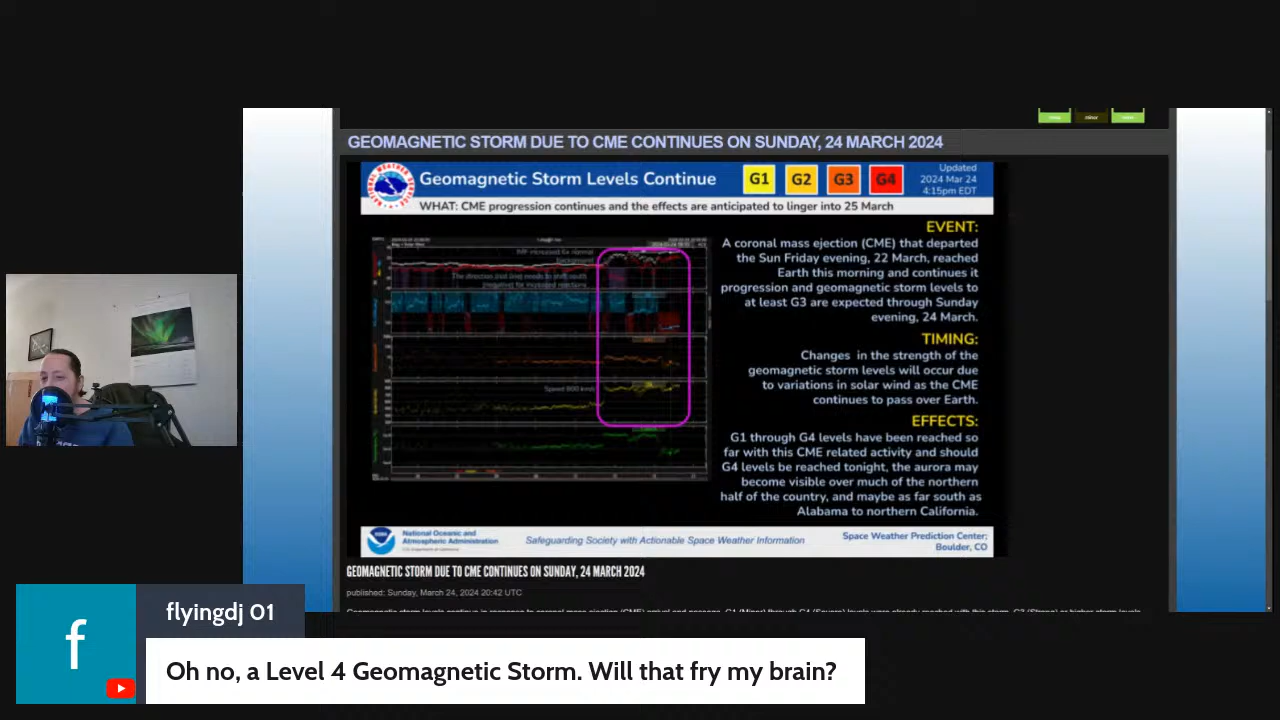 GEOMAGNETIC STORM DUE TO CME CONTINUES ON SUNDAY, 24 MARCH 2024
Geomagnetic Storm Levels Continue
G1 G2 G3 G4
Updated
2024 Mar 24
4:15pm EDT
WHAT: CME progression continues and the effects are anticipated to linger into 25 March
EVENT:
A coronal mass ejection (CME) that departed
the Sun Friday evening, 22 March, reached
Earth this morning and continues it
progression and geomagnetic storm levels to
at least G3 are expected through Sunday
evening, 24 March.
TIMING:
Changes in the strength of the
geomagnetic storm levels will occur due
to variations in solar wind as the CME
continues to pass over Earth.
EFFECTS:
G1 through G4 levels have been reached so
far with this CME related activity and should
G4 levels be reached tonight, the aurora may
become visible over much of the northern
half of the country, and maybe as far south as
Alabama to northern California.
National Oceanic and
Atmospheric Administration
Safeguarding Society with Actionable Space Weather Information
Space Weather Prediction Center;
Boulder, CO
GEOMAGNETIC STORM DUE TO CME CONTINUES ON SUNDAY, 24 MARCH 2024
published: Sunday, March 24, 2024 20:42 UTC
f
flyingdj 01
Oh no, a Level 4 Geomagnetic Storm. Will that fry my brain?